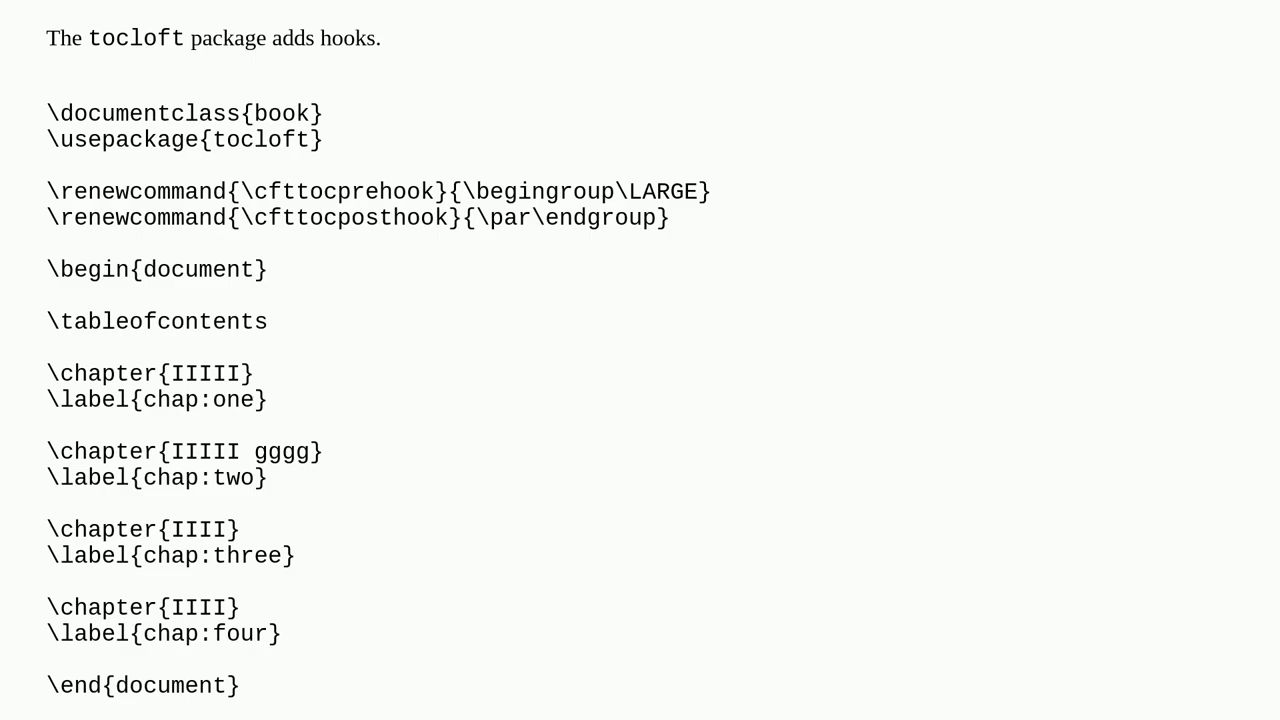 The tocloft package adds hooks.
\documentclass{book}
\usepackage{tocloft}
\renewcommand{\cfttocprehook}{\begingroup\LARGE}
\renewcommand{\cfttocposthook}{\par\endgroup}
\begin{document}
\tableofcontents
\chapter{IIIII}
\label{chap:one}
\chapter{IIIII gggg}
\label{chap:two}
\chapter{IIII}
\label{chap:three}
\chapter{IIII}
\label{chap:four}
\end{document}